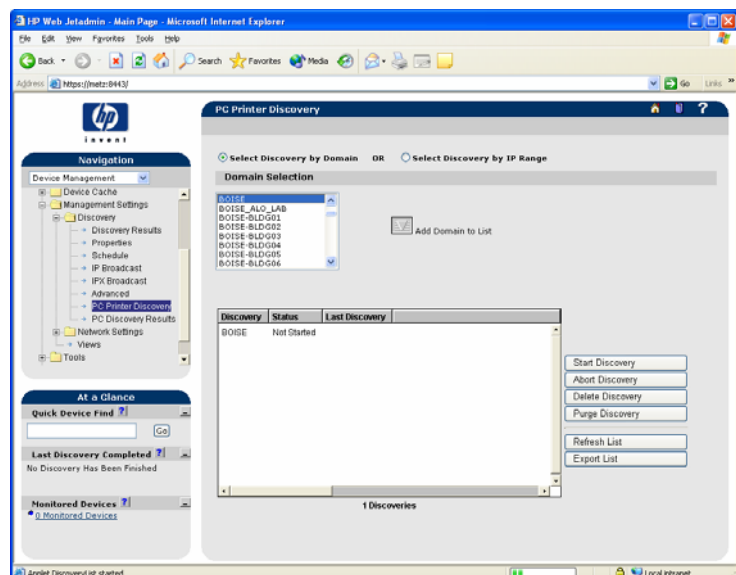 HP Web Jetadmin - Main Page - Microsoft Internet Explorer
File Edit View Favorites Tools Help
Back Search Favorites Media
Address https://metz:8443/ Go Links »
hp
invent
PC Printer Discovery ?
Navigation
Device Management
Device Cache
Management Settings
Discovery
Discovery Results
Properties
Schedule
IP Broadcast
IPX Broadcast
Advanced
PC Printer Discovery
PC Discovery Results
Network Settings
Views
Tools
Select Discovery by Domain OR Select Discovery by IP Range
Domain Selection
BOISE
BOISE_ALO_LAB
BOISE-BLDG01
BOISE-BLDG02
BOISE-BLDG03
BOISE-BLDG04
BOISE-BLDG05
BOISE-BLDG06
Add Domain to List
Discovery Status Last Discovery
BOISE Not Started
Start Discovery
Abort Discovery
Delete Discovery
Purge Discovery
Refresh List
Export List
1 Discoveries
At a Glance
Quick Device Find ?
Go
Last Discovery Completed ?
No Discovery Has Been Finished
Monitored Devices ?
0 Monitored Devices
Applet DiscoveryList started Local intranet